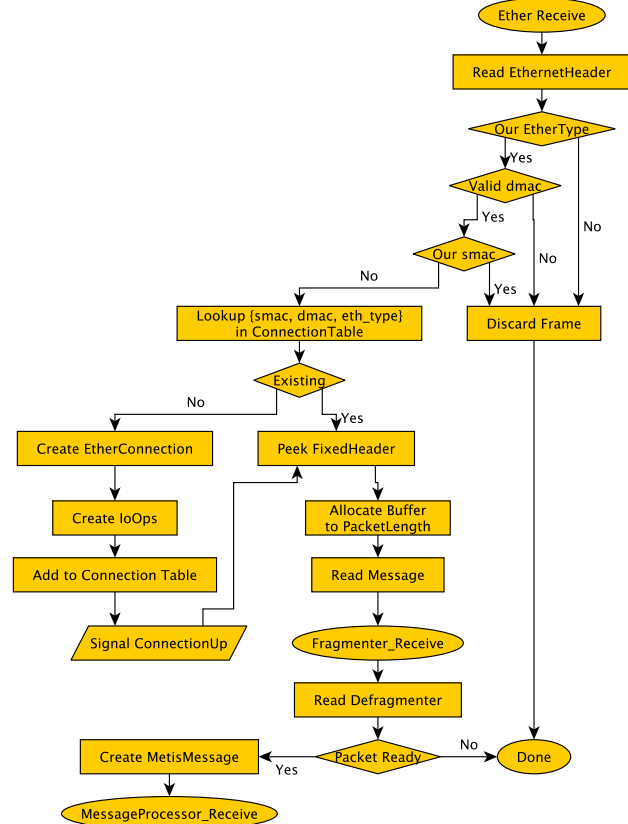 Ether Receive
Read EthernetHeader
Our EtherType
Yes
Valid dmac
Yes
No
Our smac
No
No
Yes
Lookup {smac, dmac, eth_type}
in ConnectionTable
Discard Frame
Existing
No
Yes
Create EtherConnection
Peek FixedHeader
Create IoOps
Allocate Buffer
to PacketLength
Add to Connection Table
Read Message
Signal ConnectionUp
Fragmenter_Receive
Read Defragmenter
Create MetisMessage
Yes
Packet Ready
No
Done
MessageProcessor_Receive